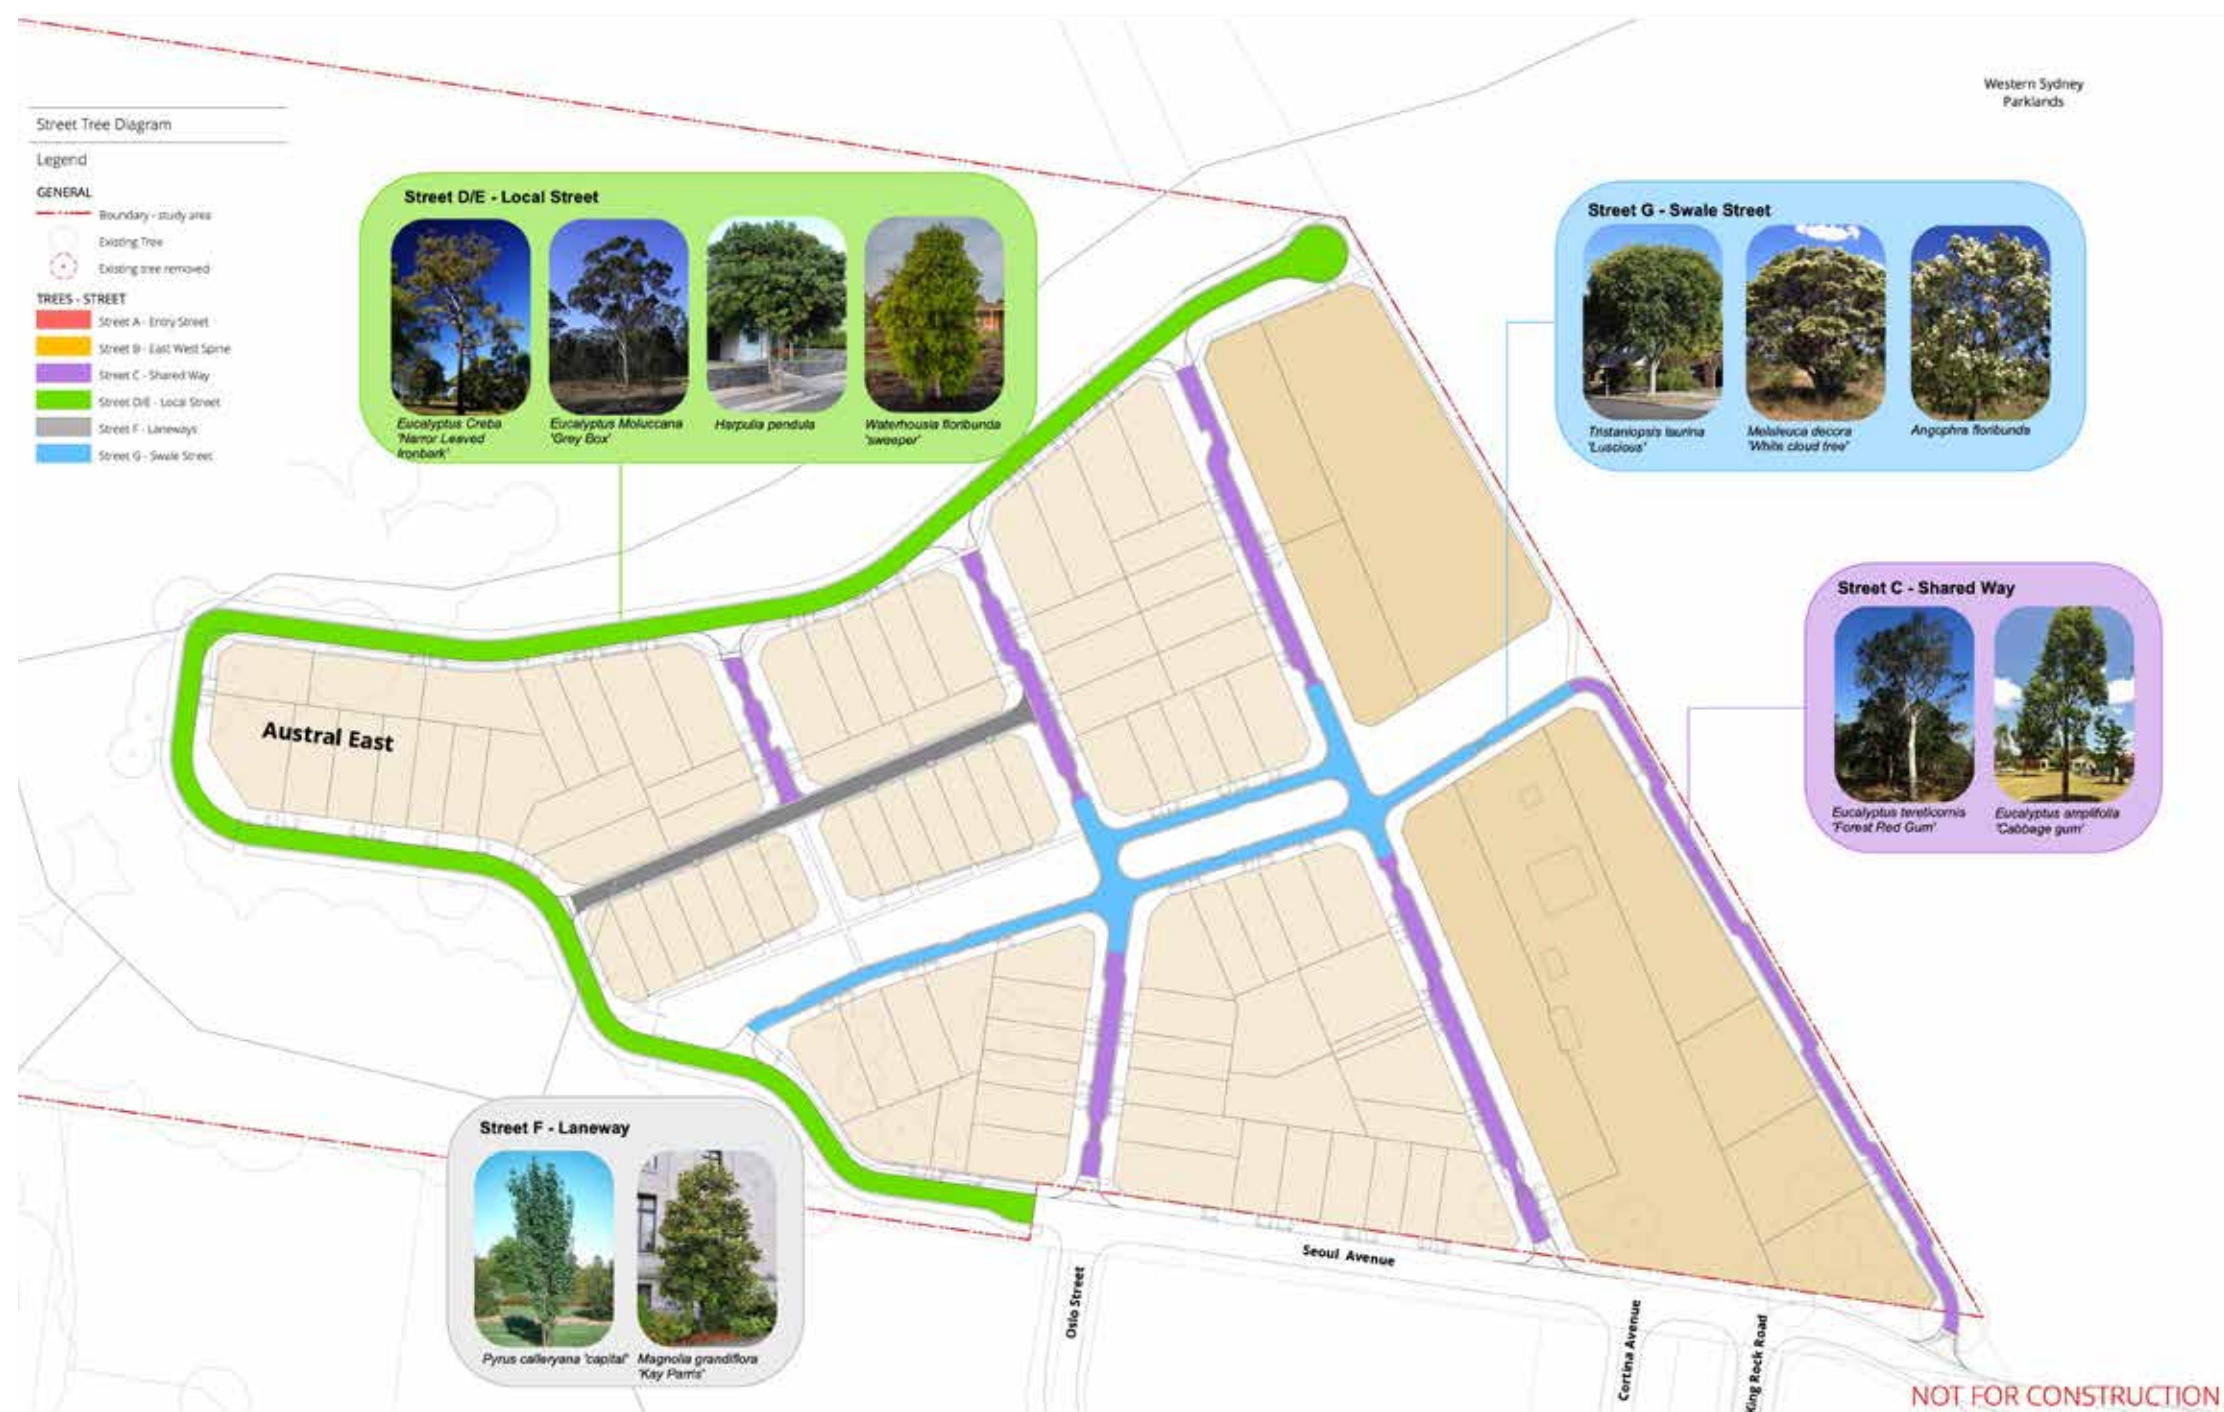 Western Sydney
Parklands
Street Tree Diagram
Legend
GENERAL
Boundary - study area
Existing Tree
Existing tree removed
TREES - STREET
Street A - Entry Street
Street B - East West Spine
Street C - Shared Way
Street D/E - Local Street
Street F - Laneways
Street G - Swale Street
Street D/E - Local Street
Eucalyptus Creba
'Narror Leaved
Ironbark'
Eucalyptus Moluccana
'Grey Box'
Harpulia pendula
Waterhousia floribunda
'sweeper'
Street G - Swale Street
Tristaniopsis laurina
'Luscious'
Melaleuca decora
'White cloud tree'
Angophra floribunda
Street C - Shared Way
Eucalyptus tereticornis
'Forest Red Gum'
Eucalyptus amplifolia
'Cabbage gum'
Austral East
Street F - Laneway
Pyrus calleryana 'capital'
Magnolia grandiflora
'Kay Parris'
Seoul Avenue
Oslo Street
Cortina Avenue
King Rock Road
NOT FOR CONSTRUCTION